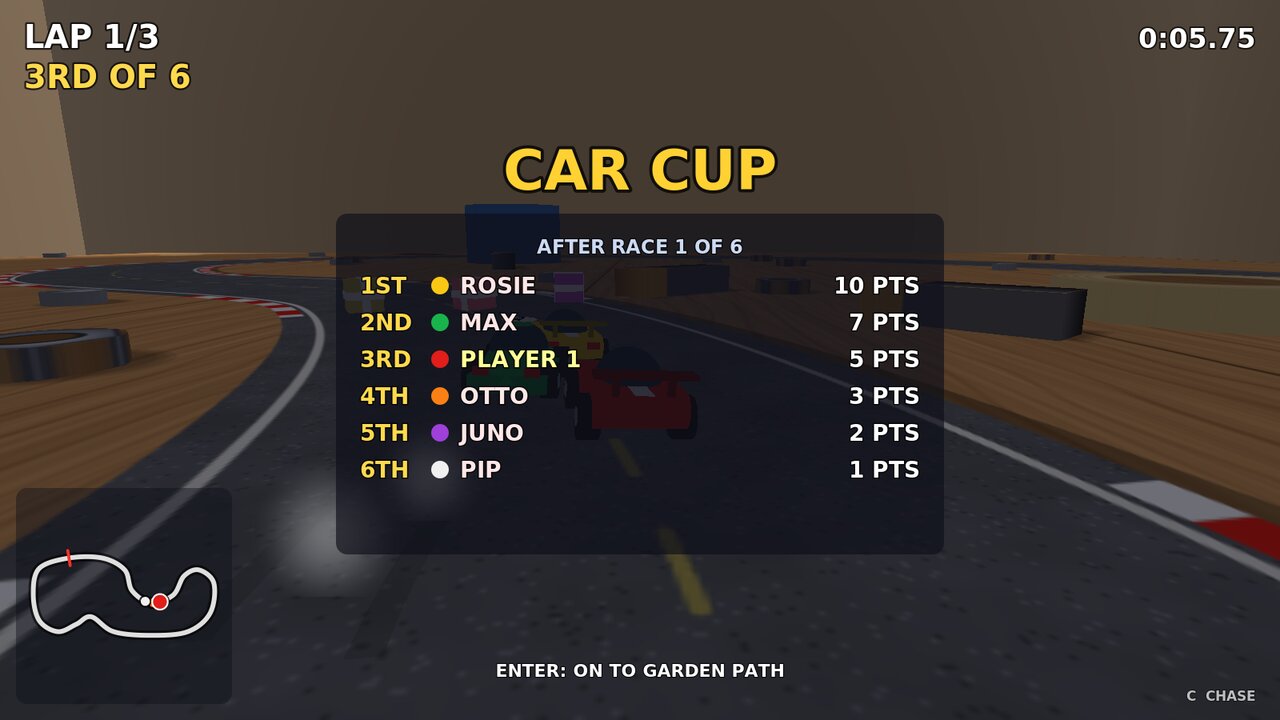 LAP 1/3
3RD OF 6
0:05.75
CAR CUP
AFTER RACE 1 OF 6
1ST ROSIE 10 PTS
2ND MAX 7 PTS
3RD PLAYER 1 5 PTS
4TH OTTO 3 PTS
5TH JUNO 2 PTS
6TH PIP 1 PTS
ENTER: ON TO GARDEN PATH
C CHASE